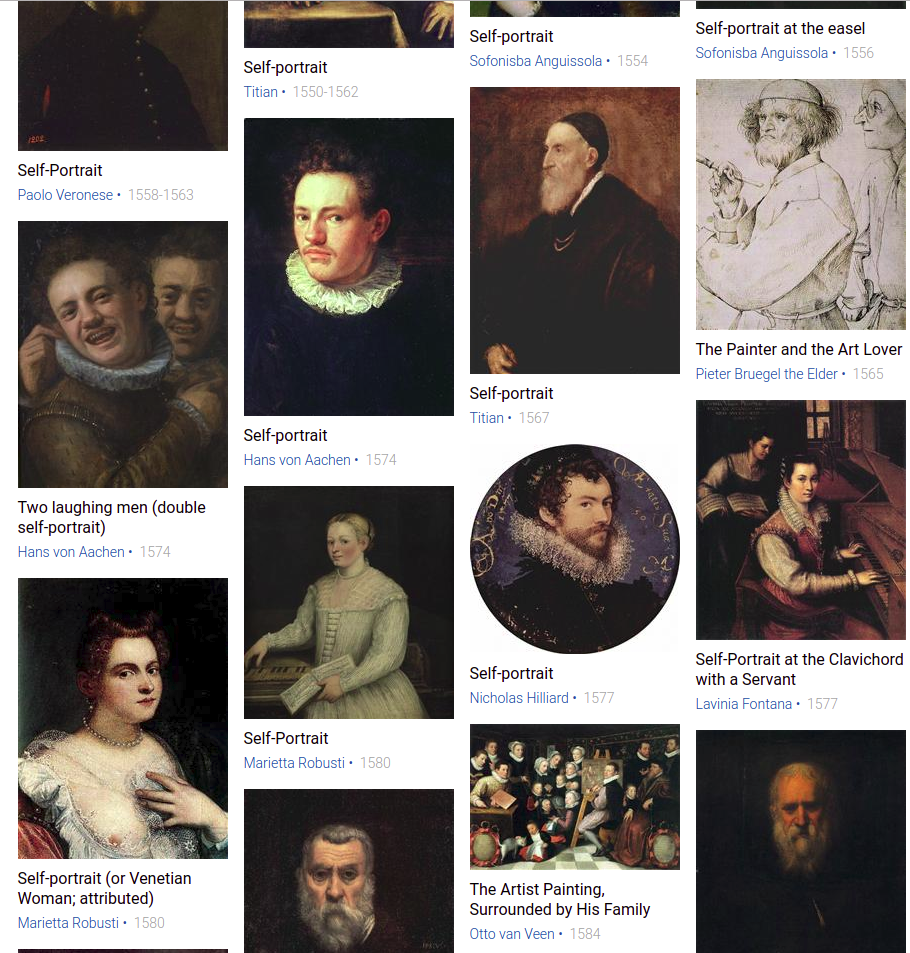 Self-Portrait
Paolo Veronese • 1558-1563
Two laughing men (double
self-portrait)
Hans von Aachen • 1574
Self-portrait (or Venetian
Woman; attributed)
Marietta Robusti • 1580
Self-portrait
Titian • 1550-1562
Self-portrait
Hans von Aachen • 1574
Self-Portrait
Marietta Robusti • 1580
Self-portrait
Sofonisba Anguissola • 1554
Self-portrait
Titian • 1567
Self-portrait
Nicholas Hilliard • 1577
The Artist Painting,
Surrounded by His Family
Otto van Veen • 1584
Self-portrait at the easel
Sofonisba Anguissola • 1556
The Painter and the Art Lover
Pieter Bruegel the Elder • 1565
Self-Portrait at the Clavichord
with a Servant
Lavinia Fontana • 1577